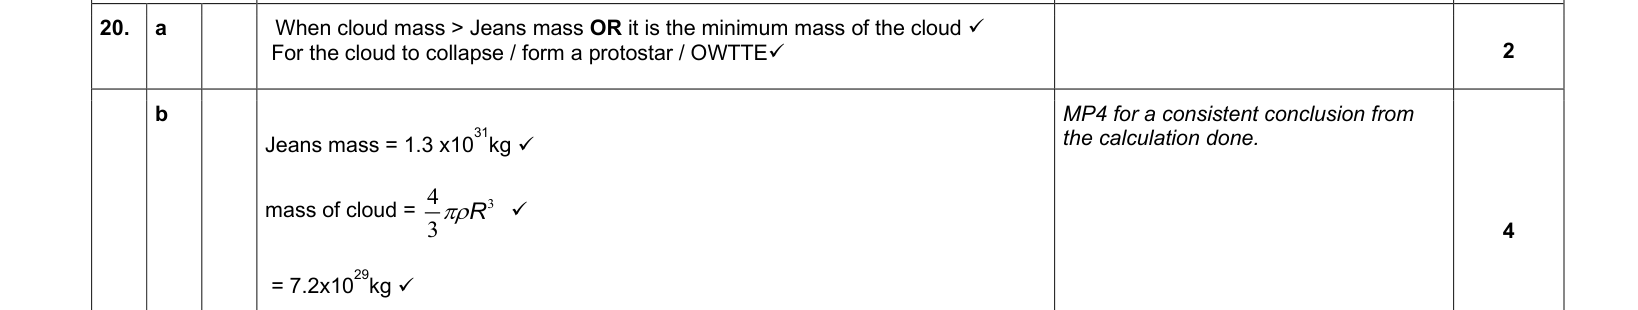 20. a When cloud mass > Jeans mass OR it is the minimum mass of the cloud ✓
For the cloud to collapse / form a protostar / OWTTE✓
2
b
MP4 for a consistent conclusion from
the calculation done.
Jeans mass = 1.3 x10³¹kg ✓
mass of cloud = 4/3 πρR³ ✓
4
= 7.2x10²⁹kg ✓